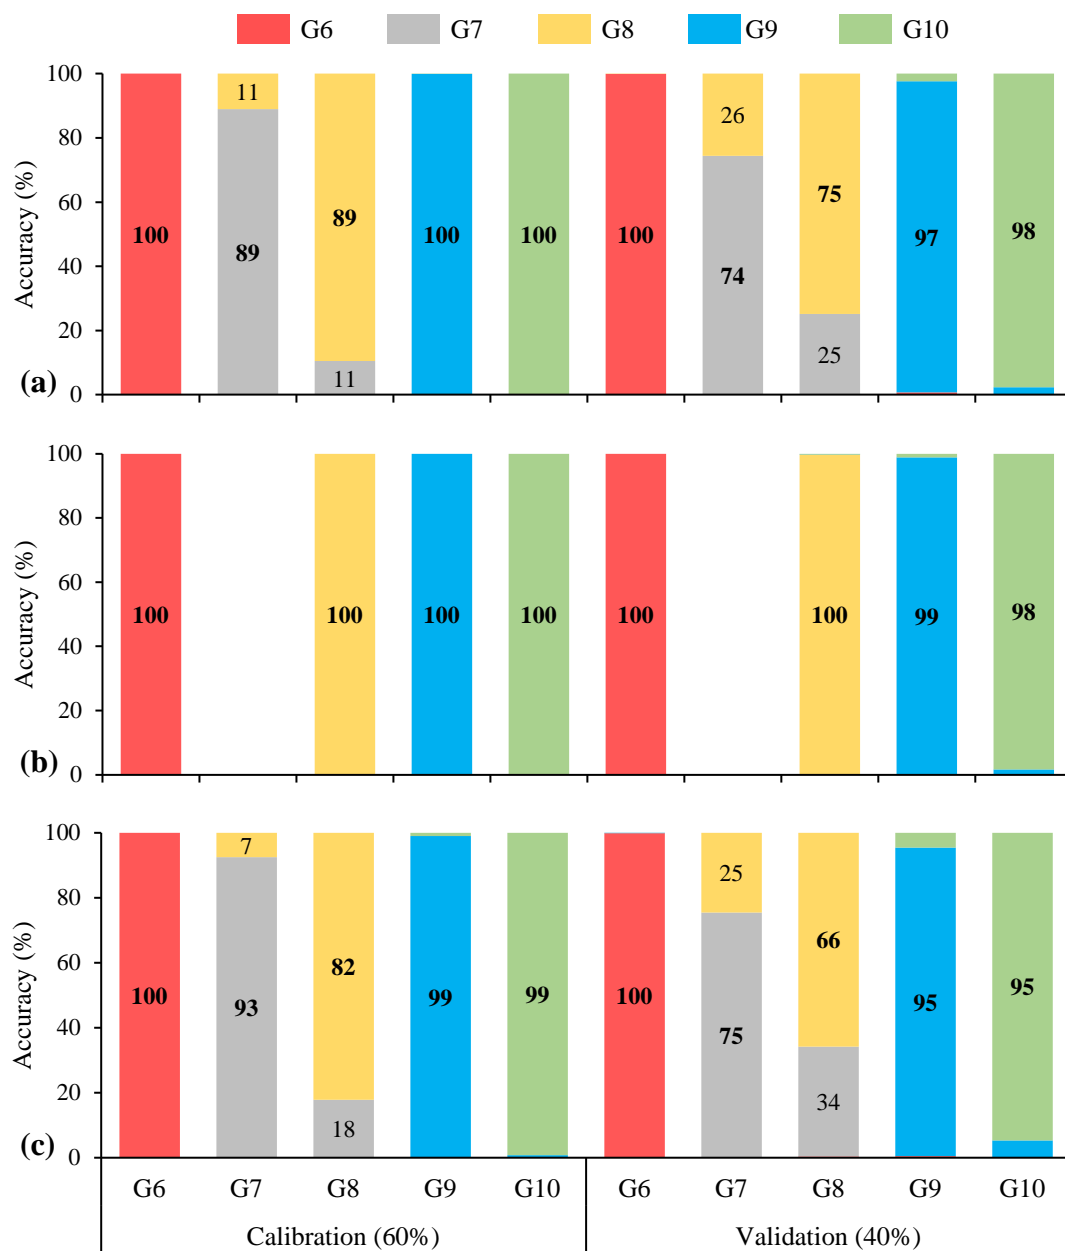 G6 G7 G8 G9 G10
100
80
60
40
20
0
Accuracy (%)
(a)
100 89 11 89 11 100 100 100 74 26 75 25 97 98
100
80
60
40
20
0
Accuracy (%)
(b)
100 100 100 100 100 100 99 98
100
80
60
40
20
0
Accuracy (%)
(c)
100 93 7 82 18 99 99 100 75 25 66 34 95 95
G6 G7 G8 G9 G10 G6 G7 G8 G9 G10
Calibration (60%) Validation (40%)